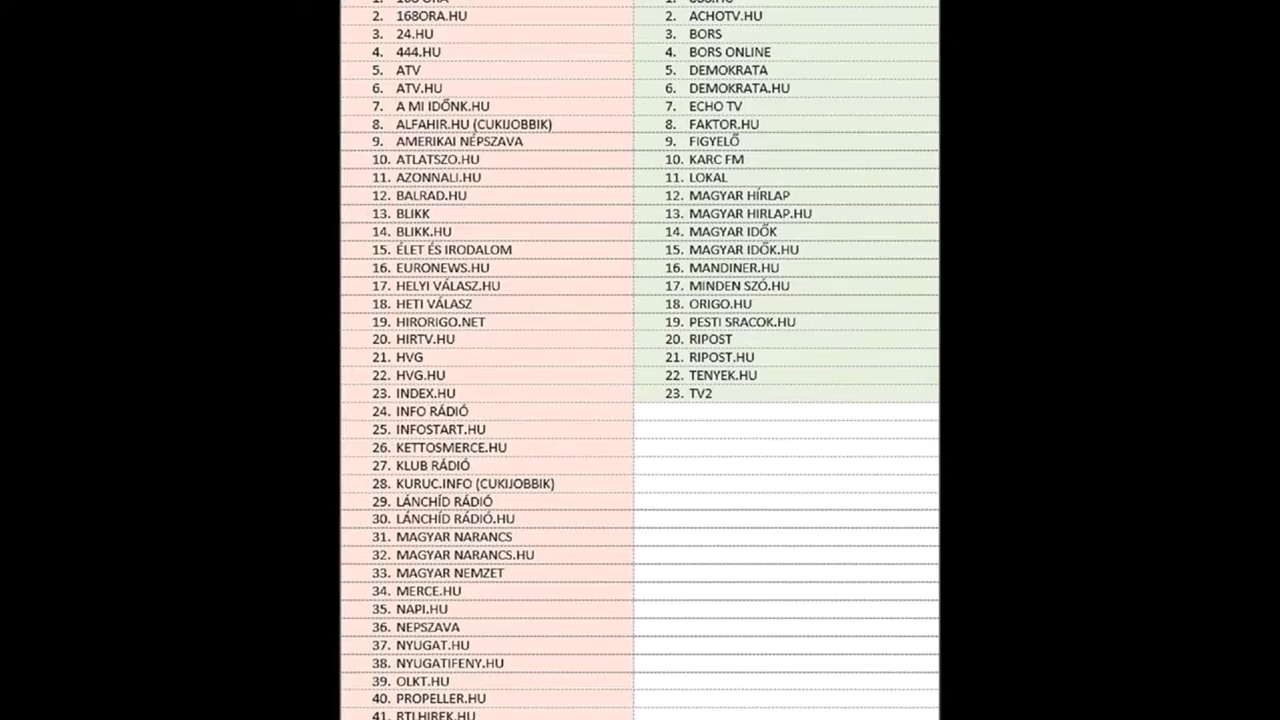 2. 168ORA.HU
3. 24.HU
4. 444.HU
5. ATV
6. ATV.HU
7. A MI IDŐNK.HU
8. ALFAHIR.HU (CUKIJOBBIK)
9. AMERIKAI NÉPSZAVA
10. ATLATSZO.HU
11. AZONNALI.HU
12. BALRAD.HU
13. BLIKK
14. BLIKK.HU
15. ÉLET ÉS IRODALOM
16. EURONEWS.HU
17. HELYI VÁLASZ.HU
18. HETI VÁLASZ
19. HIRORIGO.NET
20. HIRTV.HU
21. HVG
22. HVG.HU
23. INDEX.HU
24. INFO RÁDIÓ
25. INFOSTART.HU
26. KETTOSMERCE.HU
27. KLUB RÁDIÓ
28. KURUC.INFO (CUKIJOBBIK)
29. LÁNCHÍD RÁDIÓ
30. LÁNCHÍD RÁDIÓ.HU
31. MAGYAR NARANCS
32. MAGYAR NARANCS.HU
33. MAGYAR NEMZET
34. MERCE.HU
35. NAPI.HU
36. NEPSZAVA
37. NYUGAT.HU
38. NYUGATIFENY.HU
39. OLKT.HU
40. PROPELLER.HU
41. RTLHIREK.HU
2. ACHOTV.HU
3. BORS
4. BORS ONLINE
5. DEMOKRATA
6. DEMOKRATA.HU
7. ECHO TV
8. FAKTOR.HU
9. FIGYELŐ
10. KARC FM
11. LOKAL
12. MAGYAR HÍRLAP
13. MAGYAR HIRLAP.HU
14. MAGYAR IDŐK
15. MAGYAR IDŐK.HU
16. MANDINER.HU
17. MINDEN SZÓ.HU
18. ORIGO.HU
19. PESTI SRACOK.HU
20. RIPOST
21. RIPOST.HU
22. TENYEK.HU
23. TV2